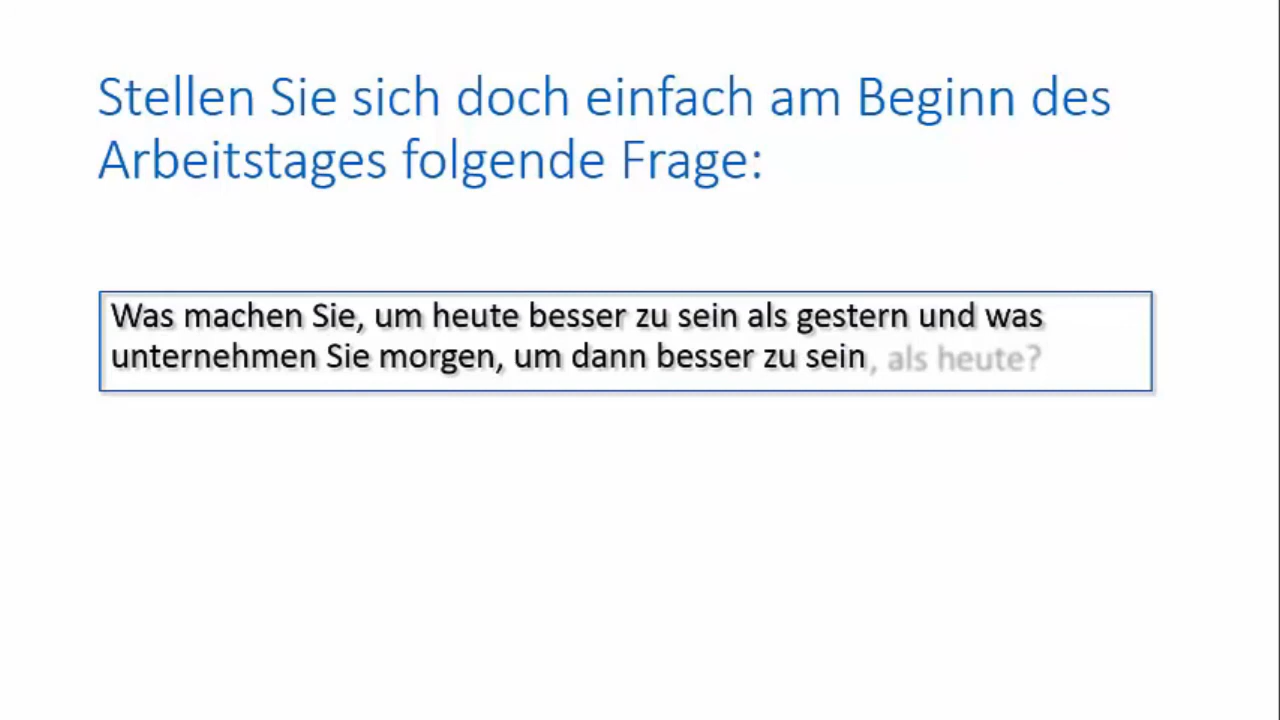 Stellen Sie sich doch einfach am Beginn des
Arbeitstages folgende Frage:
Was machen Sie, um heute besser zu sein als gestern und was
unternehmen Sie morgen, um dann besser zu sein, als heute?